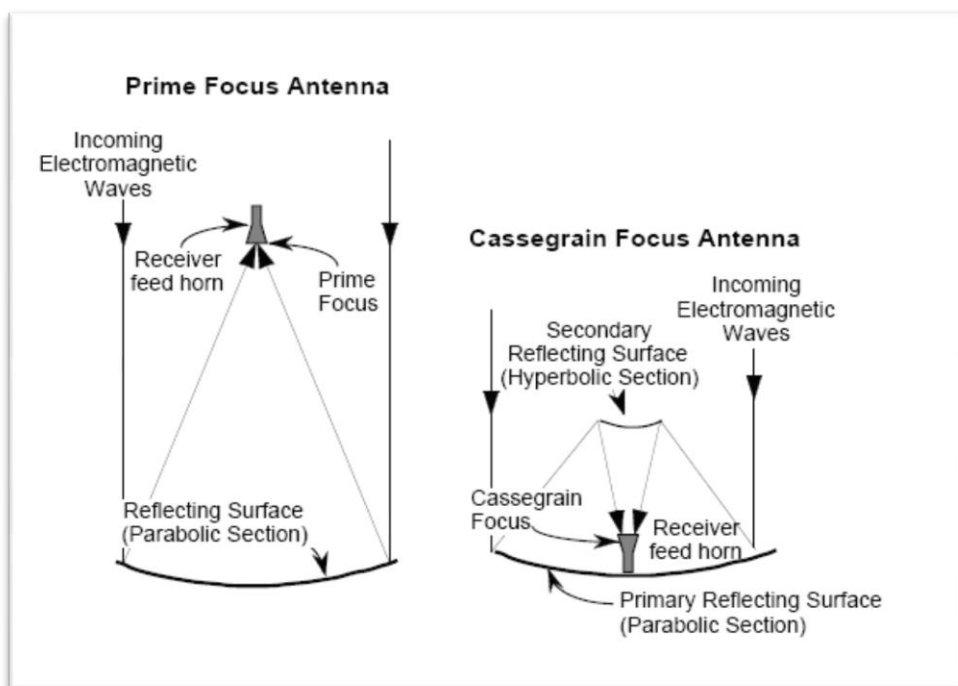 Prime Focus Antenna
Incoming
Electromagnetic
Waves
Receiver
feed horn
Prime
Focus
Reflecting Surface
(Parabolic Section)
Cassegrain Focus Antenna
Incoming
Electromagnetic
Waves
Secondary
Reflecting Surface
(Hyperbolic Section)
Cassegrain
Focus
Receiver
feed horn
Primary Reflecting Surface
(Parabolic Section)